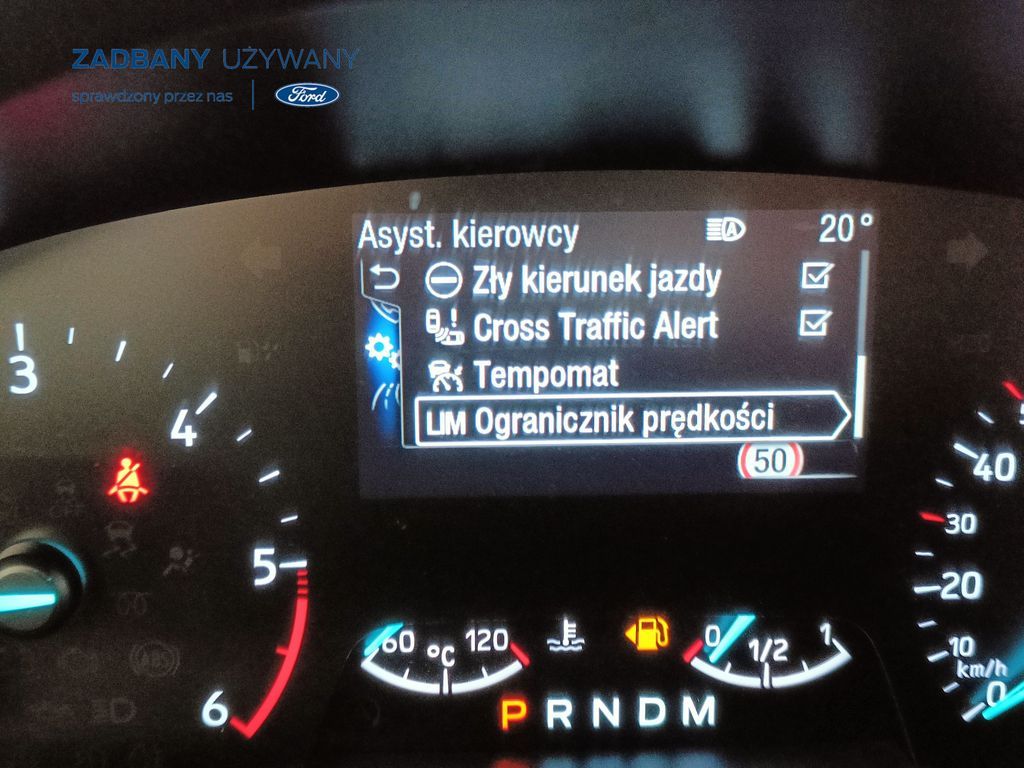 ZADBANY UŻYWANY
sprawdzony przez nas
Ford
Asyst. kierowcy A 20°
Zły kierunek jazdy
Cross Traffic Alert
Tempomat
LIM Ogranicznik prędkości
50
3
4
5
6
60 °C 120
0 1/2 1
P R N D M
40
30
20
10
km/h
0